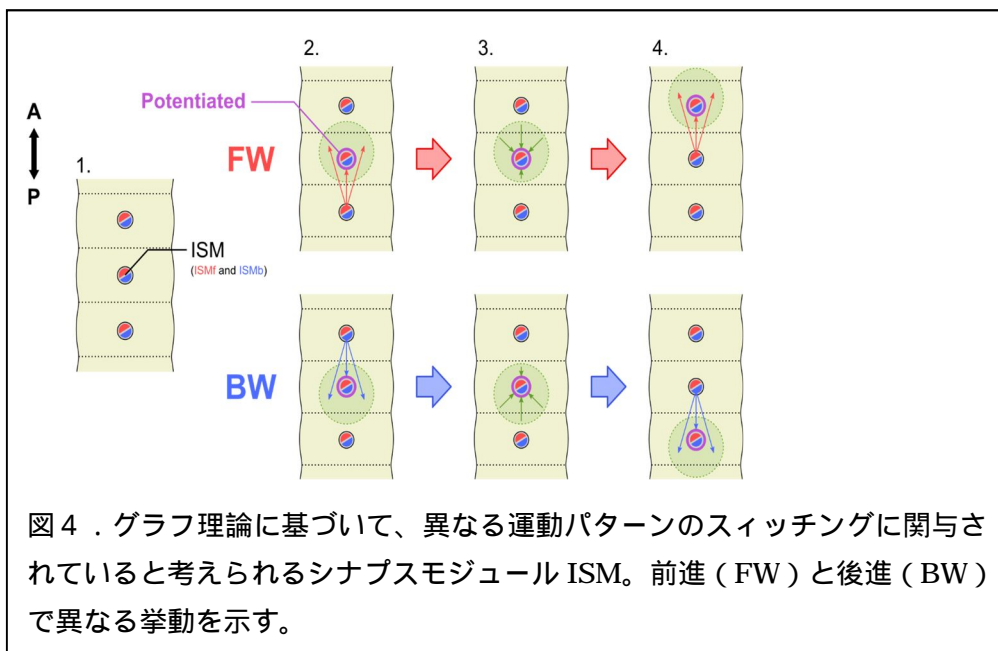 2.
3.
4.
Potentiated
A
P
1.
FW
ISM
(ISMf and ISMb)
BW
図４．グラフ理論に基づいて、異なる運動パターンのスィッチングに関与さ
れていると考えられるシナプスモジュール ISM。前進（FW）と後進（BW）
で異なる挙動を示す。